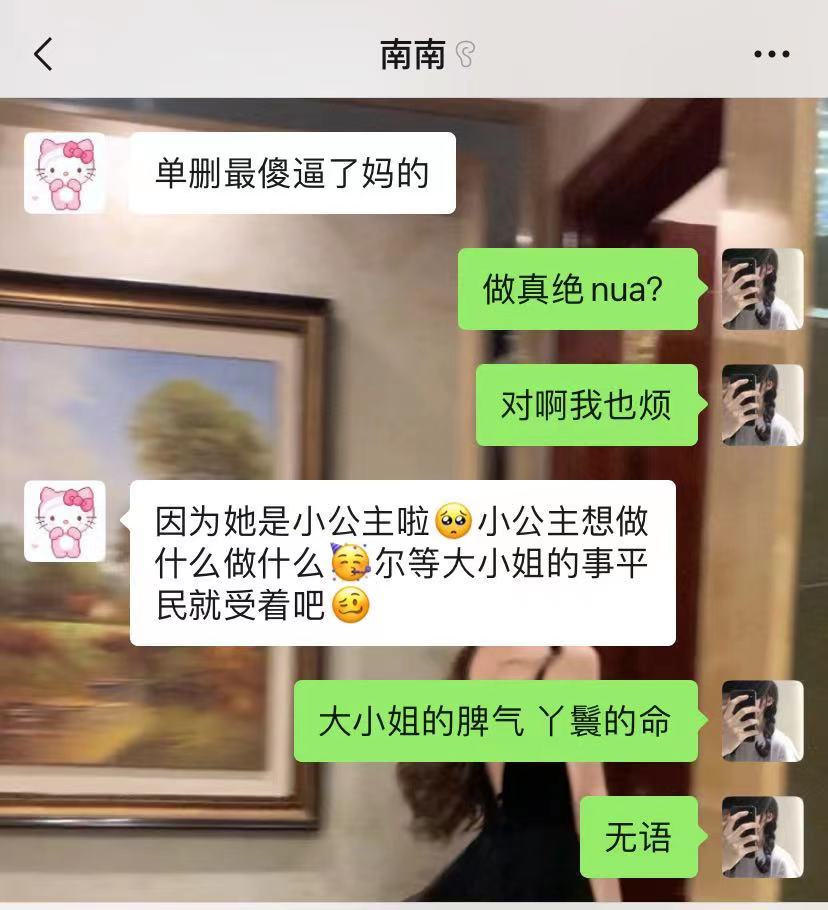 南南
单删最傻逼了妈的
做真绝nua?
对啊我也烦
因为她是小公主啦🥺小公主想做
什么做什么🥳尔等大小姐的事平
民就受着吧🥴
大小姐的脾气 丫鬟的命
无语